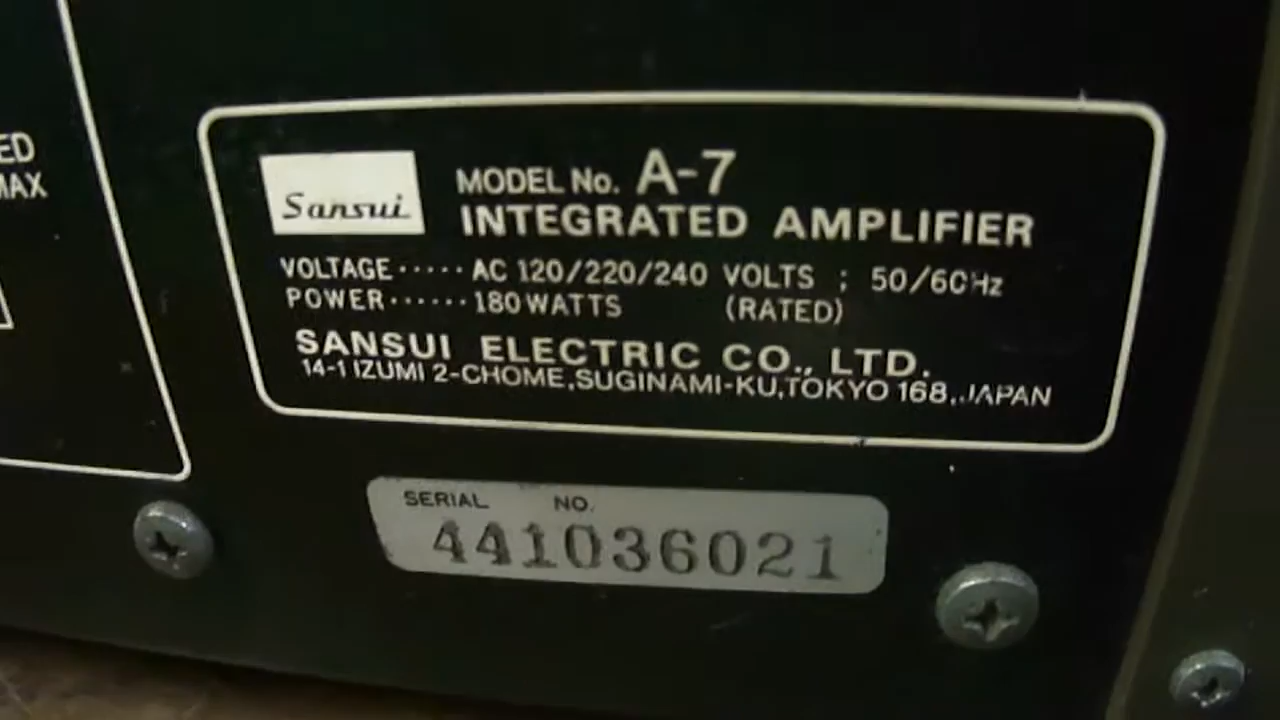 ED
MAX
Sansui
MODEL No. A-7
INTEGRATED AMPLIFIER
VOLTAGE ····· AC 120/220/240 VOLTS ; 50/60Hz
POWER ······ 180 WATTS (RATED)
SANSUI ELECTRIC CO., LTD.
14-1 IZUMI 2-CHOME, SUGINAMI-KU, TOKYO 168, JAPAN
SERIAL NO.
441036021